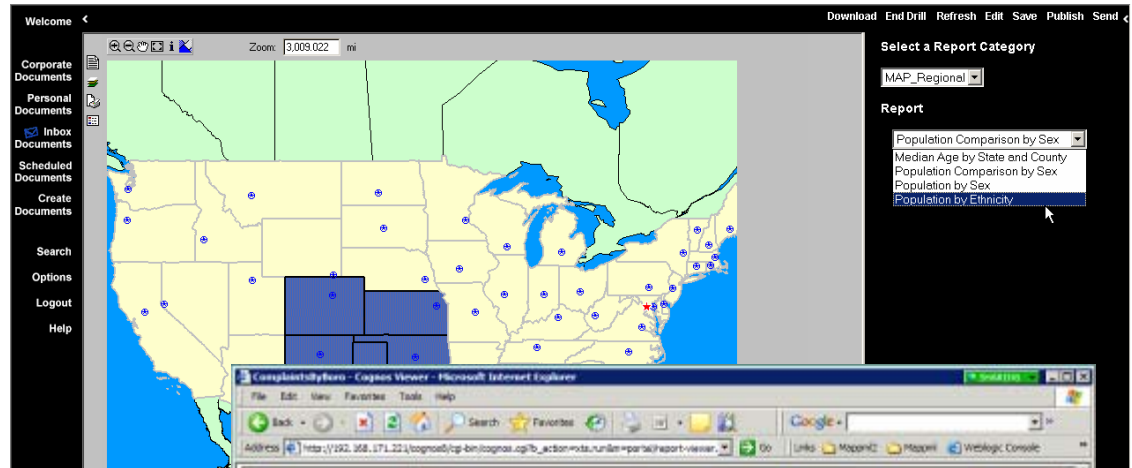 Welcome
Download End Drill Refresh Edit Save Publish Send
Zoom: 3,009.022 mi
Corporate
Documents
Personal
Documents
Inbox
Documents
Scheduled
Documents
Create
Documents
Search
Options
Logout
Help
Select a Report Category
MAP_Regional
Report
Population Comparison by Sex
Median Age by State and County
Population Comparison by Sex
Population by Sex
Population by Ethnicity
ComplaintsByBoro - Cognos Viewer - Microsoft Internet Explorer
File Edit View Favorites Tools Help
Back Search Favorites Google
Address Go Links MapInfo Weblogic Console